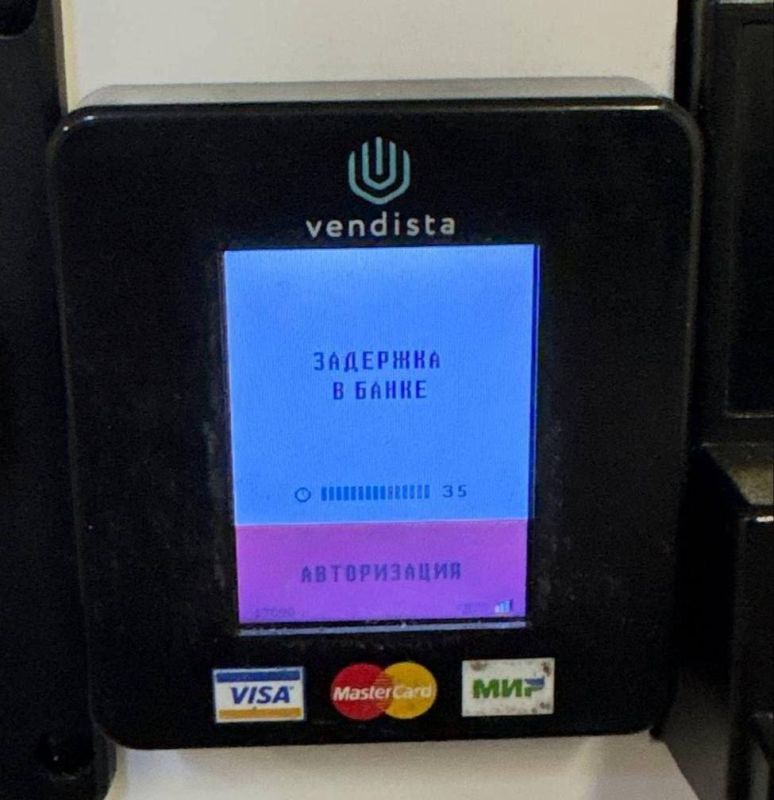 vendista
ЗАДЕРЖКА
В БАНКЕ
35
АВТОРИЗАЦИЯ
VISA MasterCard МИР